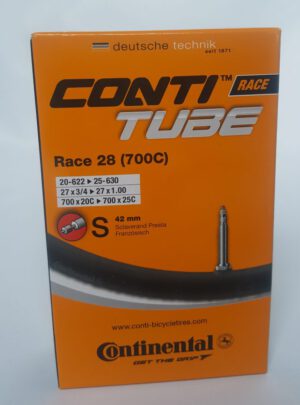 deutsche technik
seit 1871
CONTI™ RACE
TUBE
Race 28 (700C)
20-622 ▸ 25-630
27 x 3/4 ▸ 27 x 1.00
700 x 20C ▸ 700 x 25C
S
42 mm
Sclaverand Presta
Französisch
www.conti-bicycletires.com
Continental
GET THE GRIP